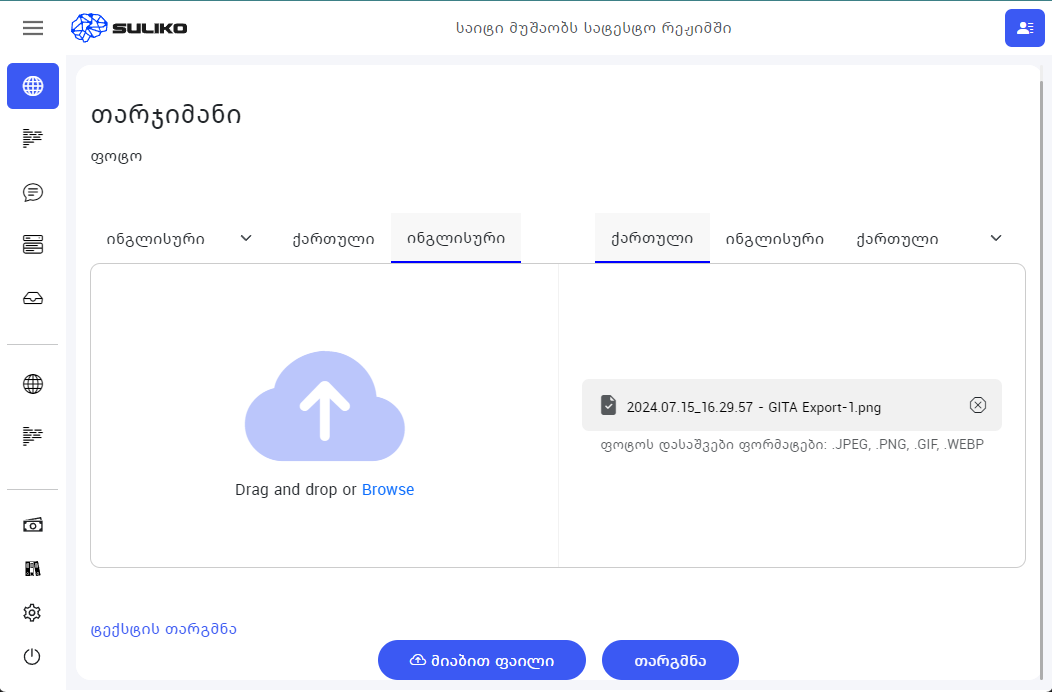 SULIKO
საიტი მუშაობს სატესტო რეჟიმში
თარჯიმანი
ფოტო
ინგლისური ქართული ინგლისური ქართული ინგლისური ქართული
2024.07.15_16.29.57 - GITA Export-1.png
ფოტოს დასაშვები ფორმატები: .JPEG, .PNG, .GIF, .WEBP
Drag and drop or Browse
ტექსტის თარგმნა
მიაბით ფაილი
თარგმნა